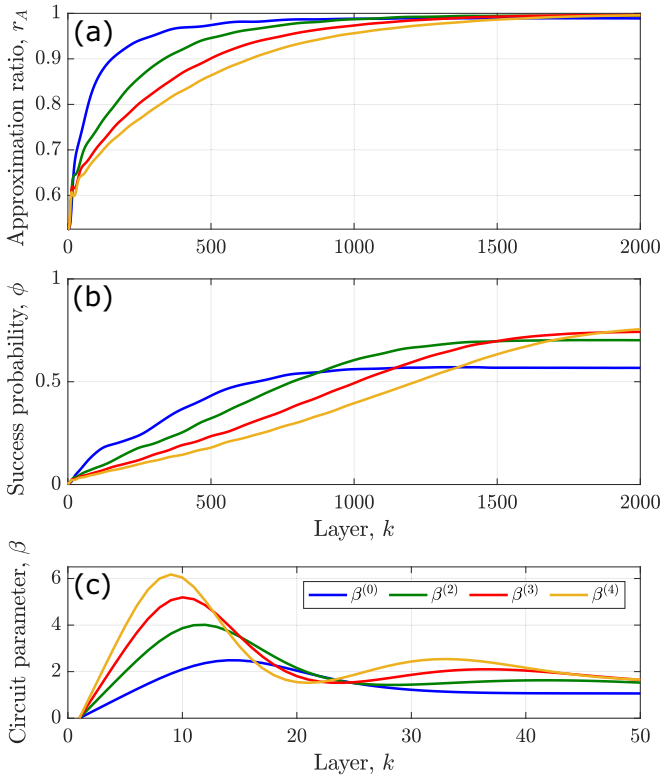 (a)
Approximation ratio, r_A
1
0.9
0.8
0.7
0.6
0 500 1000 1500 2000
(b)
Success probability, ϕ
1
0.5
0
0 500 1000 1500 2000
Layer, k
(c)
Circuit parameter, β
6
4
2
0
β^(0) β^(2) β^(3) β^(4)
0 10 20 30 40 50
Layer, k